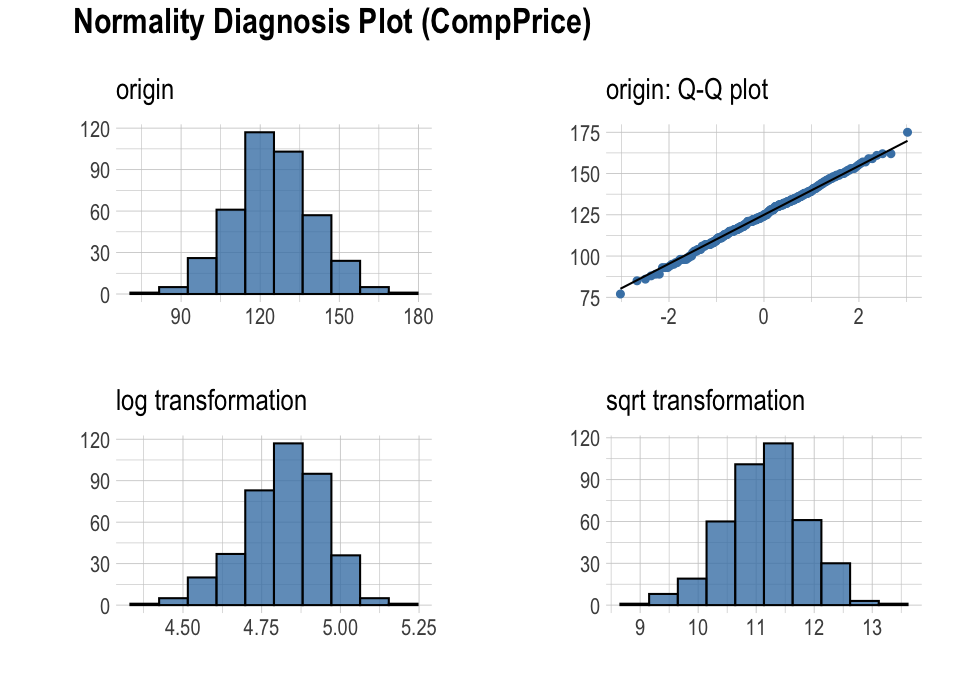 Normality Diagnosis Plot (CompPrice)
origin
120
90
60
30
0
90 120 150 180
origin: Q-Q plot
175
150
125
100
75
-2 0 2
log transformation
120
90
60
30
0
4.50 4.75 5.00 5.25
sqrt transformation
120
90
60
30
0
9 10 11 12 13